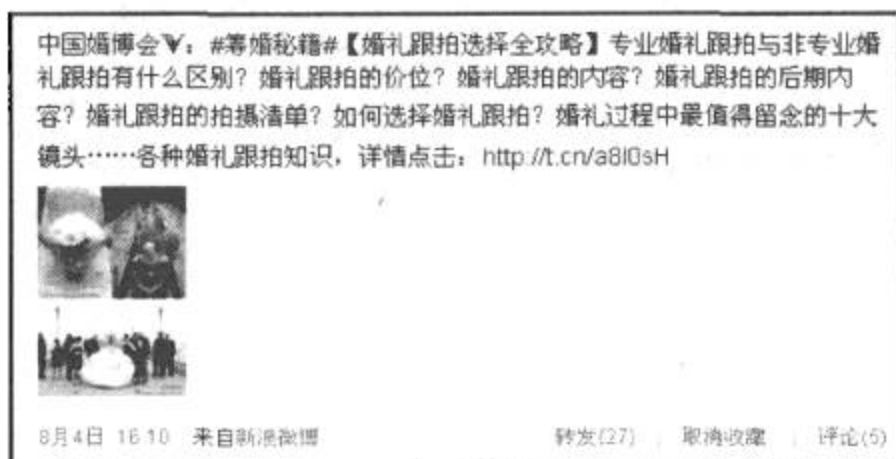 中国婚博会V：#筹婚秘籍#【婚礼跟拍选择全攻略】专业婚礼跟拍与非专业婚
礼跟拍有什么区别？婚礼跟拍的价位？婚礼跟拍的内容？婚礼跟拍的后期内
容？婚礼跟拍的拍摄清单？如何选择婚礼跟拍？婚礼过程中最值得留念的十大
镜头……各种婚礼跟拍知识，详情点击：http://t.cn/a8l0sH
8月4日 16:10 来自新浪微博 转发(27) | 取消收藏 | 评论(5)